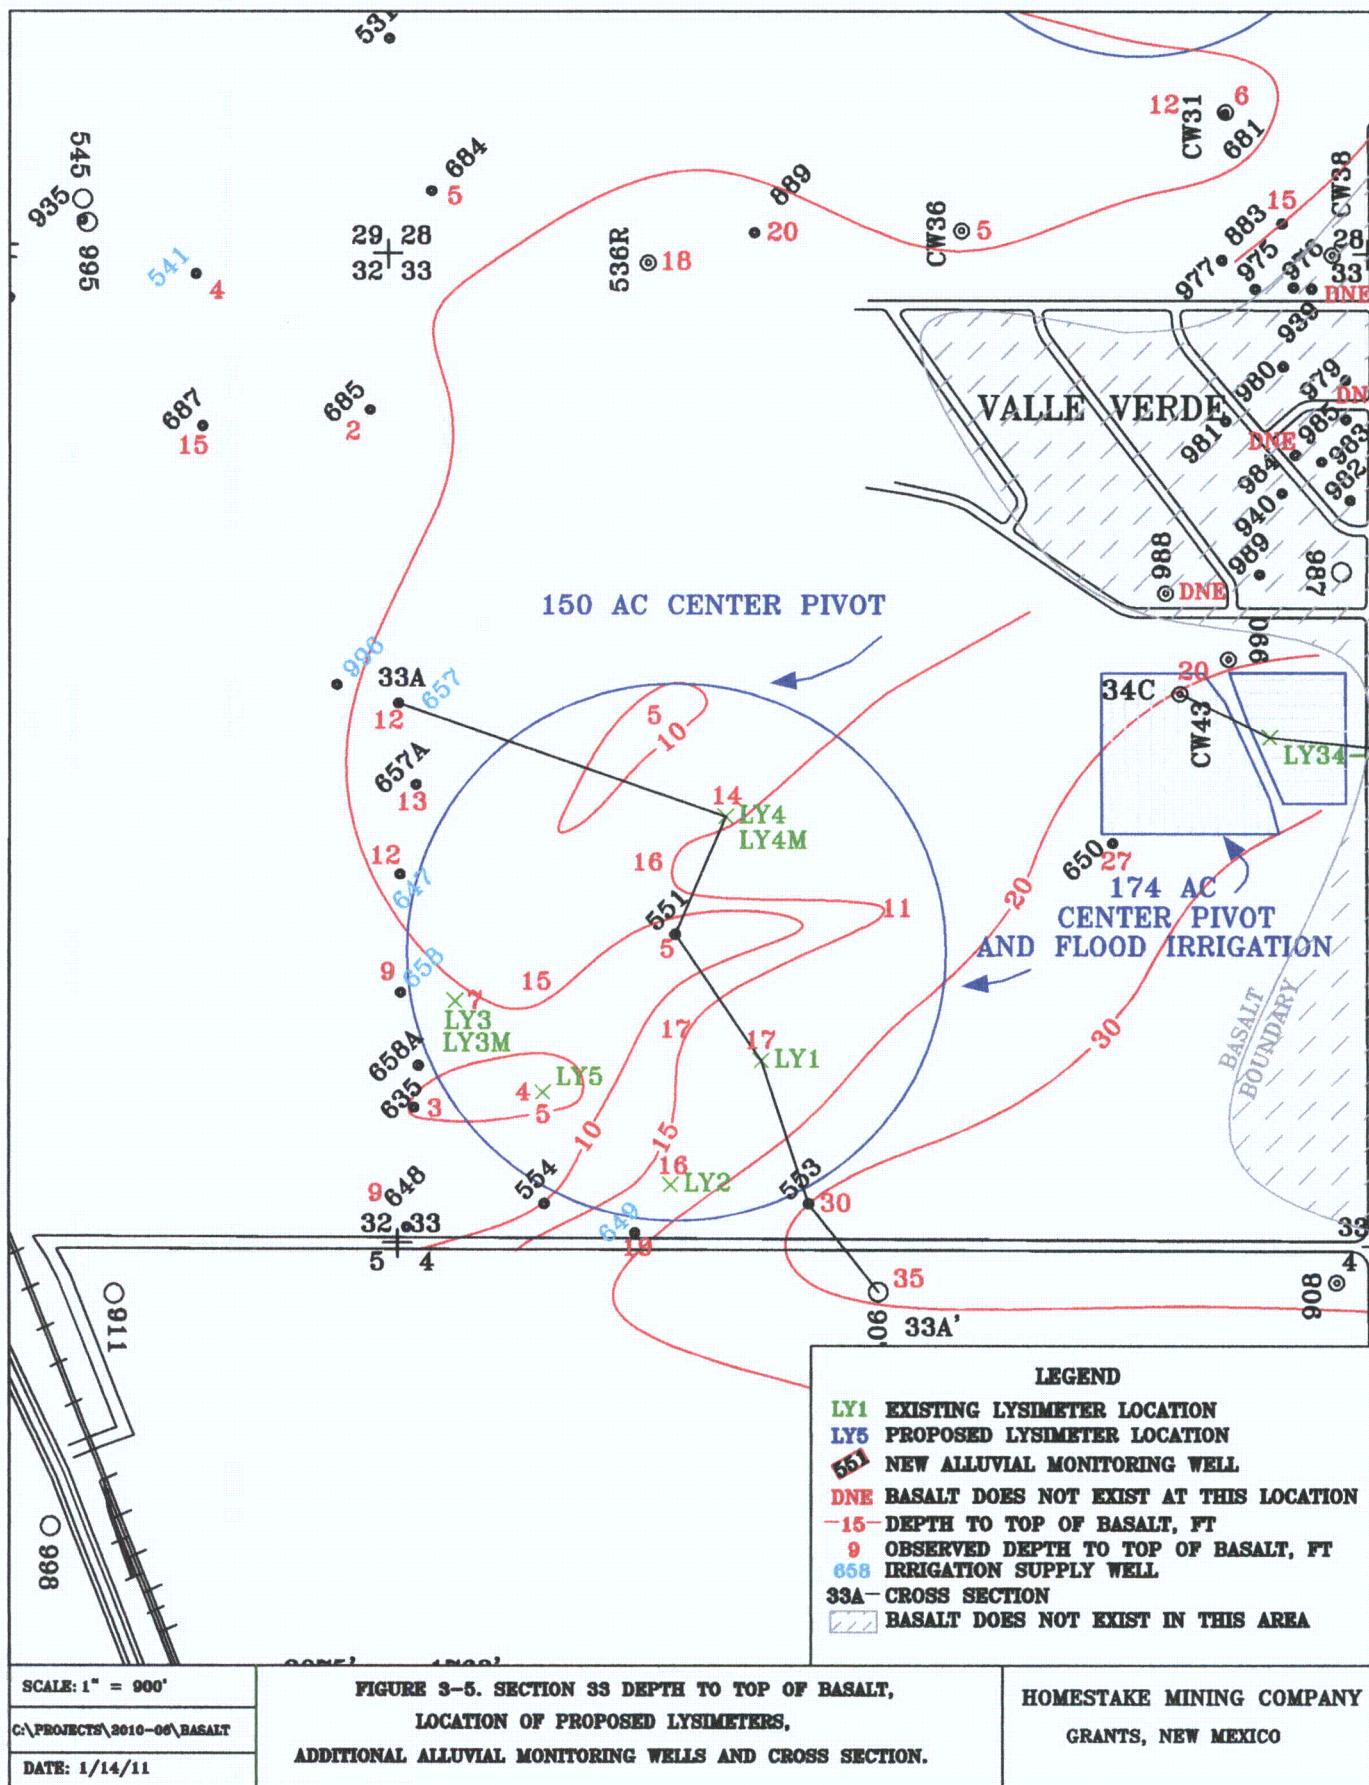 531
545
935
995
684
5
541
4
29 28
32 33
536R
18
889
20
CW36
5
12
CW31
6
681
CW38
15
883
977
975
976
28
33
DNE
939
687
15
685
2
VALLE VERDE
980
979
981
DNE
985
983
984
982
940
989
988
DNE
987
990
150 AC CENTER PIVOT
996
33A
657
12
5
10
657A
13
14
LY4
LY4M
16
12
647
551
5
11
34C
20
CW43
LY34
650
27
20
174 AC
CENTER PIVOT
AND FLOOD IRRIGATION
9
658
15
7
LY3
LY3M
17
17
LY1
30
BASALT
BOUNDARY
658A
635
3
4
LY5
5
10
15
16
LY2
554
553
30
9
648
649
19
32 33
5 4
33
4
911
998
35
33A'
908
LEGEND
LY1 EXISTING LYSIMETER LOCATION
LY5 PROPOSED LYSIMETER LOCATION
551 NEW ALLUVIAL MONITORING WELL
DNE BASALT DOES NOT EXIST AT THIS LOCATION
-15- DEPTH TO TOP OF BASALT, FT
9 OBSERVED DEPTH TO TOP OF BASALT, FT
658 IRRIGATION SUPPLY WELL
33A- CROSS SECTION
BASALT DOES NOT EXIST IN THIS AREA
SCALE: 1" = 900'
C:\PROJECTS\2010-06\BASALT
DATE: 1/14/11
FIGURE 3-5. SECTION 33 DEPTH TO TOP OF BASALT,
LOCATION OF PROPOSED LYSIMETERS,
ADDITIONAL ALLUVIAL MONITORING WELLS AND CROSS SECTION.
HOMESTAKE MINING COMPANY
GRANTS, NEW MEXICO